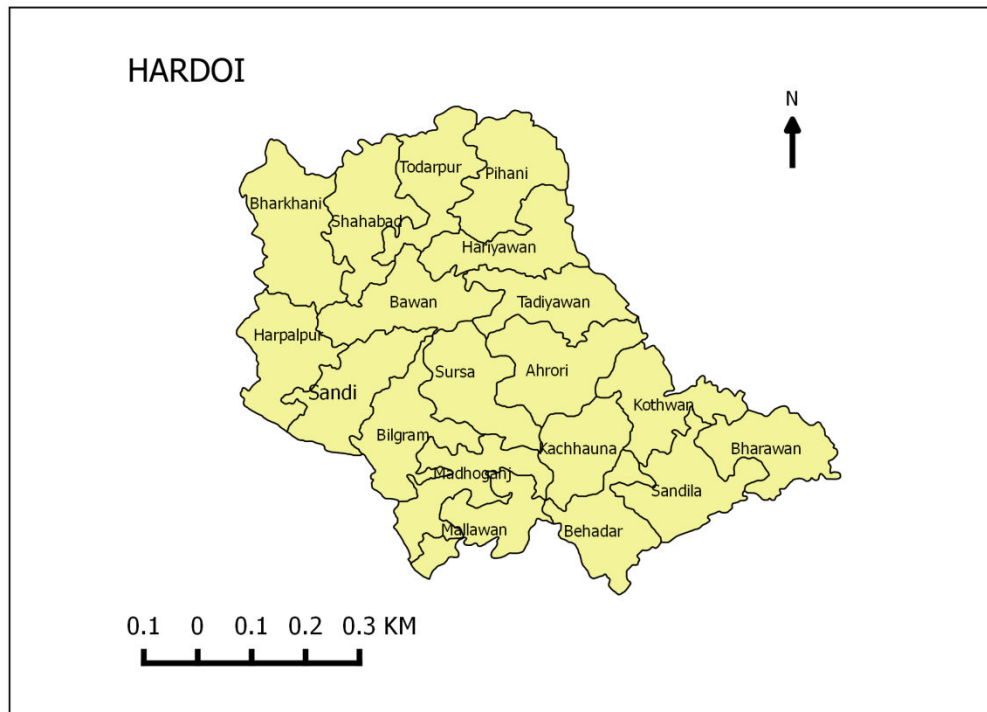 HARDOI
N
Todarpur
Pihani
Bharkhani
Shahabad
Hariyawan
Bawan
Tadiyawan
Harpalpur
Sursa
Ahrori
Sandi
Kothwan
Bilgram
Kachhauna
Bharawan
Madhoganj
Sandila
Mallawan
Behadar
0.1 0 0.1 0.2 0.3 KM